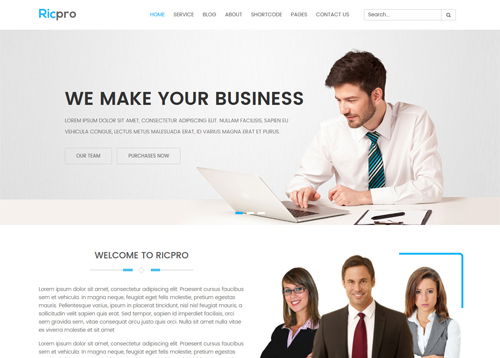 Ricpro
HOME SERVICE BLOG ABOUT SHORTCODE PAGES CONTACT US Search...
WE MAKE YOUR BUSINESS
LOREM IPSUM DOLOR SIT AMET, CONSECTETUR ADIPISCING ELIT. NULLAM FACILISIS, SAPIEN EU
VEHICULA CONGUE, LECTUS METUS MALESUADA ERAT, ID VARIUS MAGNA ERAT ET PURUS.
OUR TEAM PURCHASES NOW
WELCOME TO RICPRO
Lorem ipsum dolor sit amet, consectetur adipiscing elit. Praesent cursus faucibus
sem et vehicula. In magna neque, feugiat eget felis molestie, pretium egestas
mauris. Pellentesque varius, ipsum in placerat tincidunt, nisl nisl feugiat mauris, a
sollicitudin velit sapien quis erat. Sed tempor, sapien id imperdiet facilisis, orci
sem gravida sem, vitae consequat arcu justo quis orci. Nulla sit amet nulla vitae
ex viverra molestie et et sit amet
Lorem ipsum dolor sit amet, consectetur adipiscing elit. Praesent cursus faucibus
sem et vehicula. In magna neque, feugiat eget felis molestie, pretium egestas